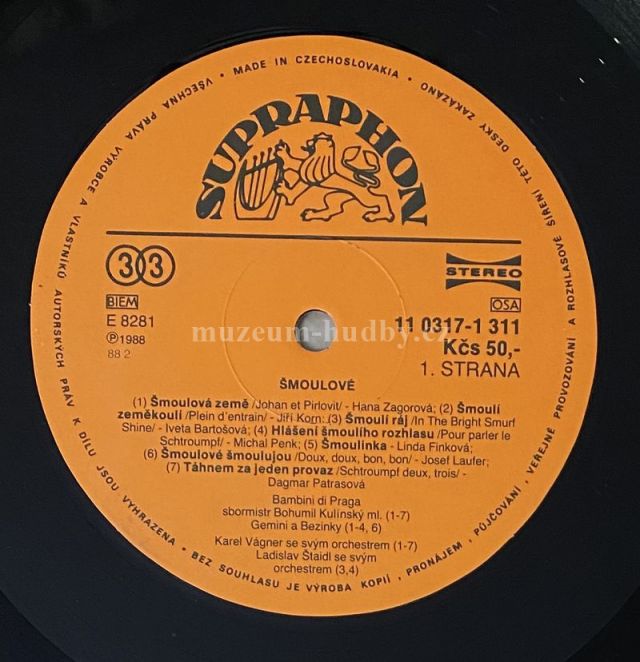 VŠECHNA PRÁVA VÝROBCE A VLASTNÍKŮ AUTORSKÝCH PRÁV K DÍLU JSOU VYHRAZENA • BEZ SOUHLASU JE VÝROBA KOPIÍ, PRONÁJEM, PŮJČOVÁNÍ, VEŘEJNÉ PROVOZOVÁNÍ A ROZHLASOVÉ ŠÍŘENÍ TÉTO DESKY ZAKÁZÁNO • MADE IN CZECHOSLOVAKIA •
SUPRAPHON
33
STEREO
BIEM
OSA
E 8281
11 0317-1 311
℗1988
Kčs 50,-
88 2
1. STRANA
muzeum-hudby.cz
ŠMOULOVÉ
(1) Šmoulová země /Johan et Pirlovit/ - Hana Zagorová; (2) Šmoulí
zeměkoulí /Plein d'entrain/ - Jiří Korn; (3) Šmoulí ráj /In The Bright Smurf
Shine/ - Iveta Bartošová; (4) Hlášení šmoulího rozhlasu /Pour parler le
Schtroumpf/ - Michal Penk; (5) Šmoulinka - Linda Finková;
(6) Šmoulové šmoulujou /Doux, doux, bon, bon/ - Josef Laufer;
(7) Táhnem za jeden provaz /Schtroumpf deux, trois/ -
Dagmar Patrasová
Bambini di Praga
sbormistr Bohumil Kulínský ml. (1-7)
Gemini a Bezinky (1-4, 6)
Karel Vágner se svým orchestrem (1-7)
Ladislav Štaidl se svým
orchestrem (3,4)